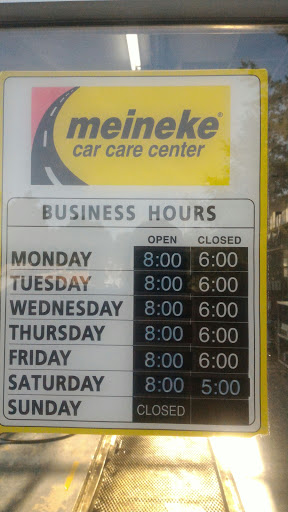 meineke®
car care center
BUSINESS HOURS
OPEN CLOSED
MONDAY 8:00 6:00
TUESDAY 8:00 6:00
WEDNESDAY 8:00 6:00
THURSDAY 8:00 6:00
FRIDAY 8:00 6:00
SATURDAY 8:00 5:00
SUNDAY CLOSED